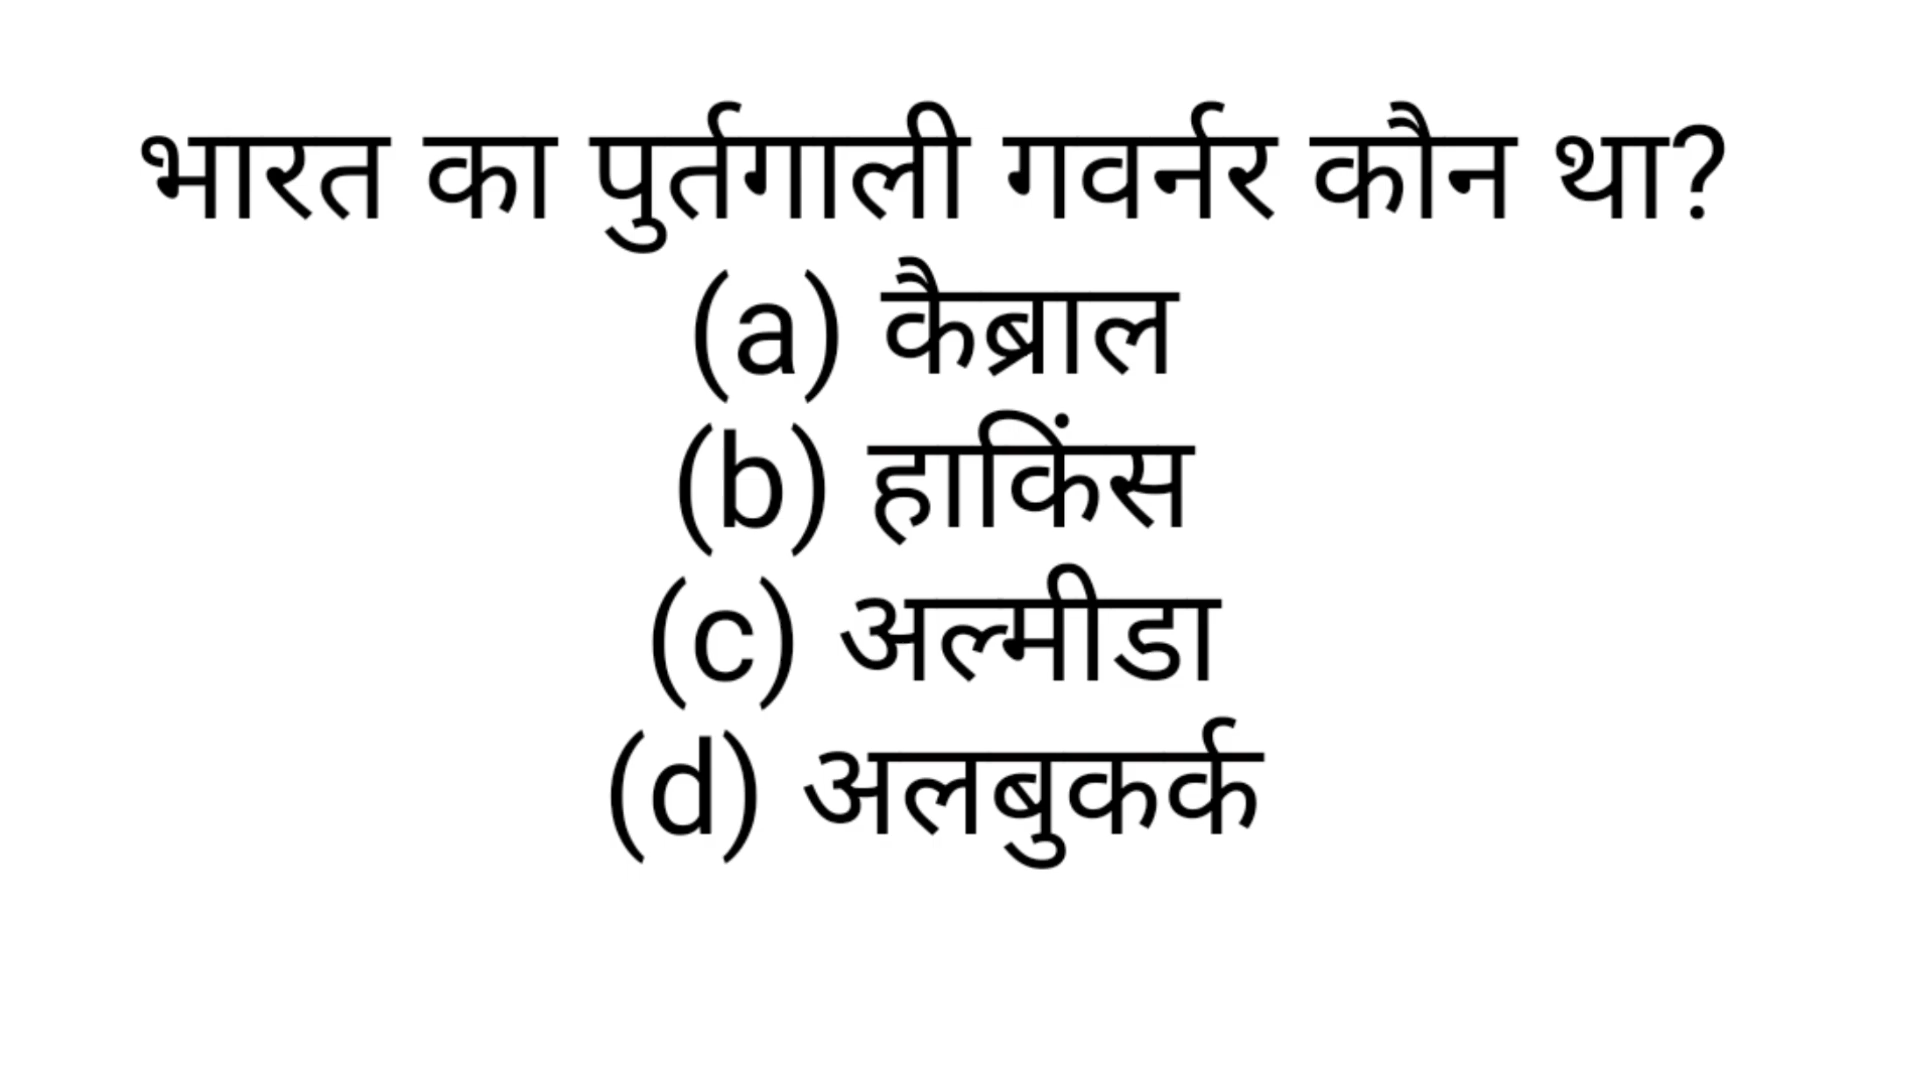 भारत का पुर्तगाली गवर्नर कौन था?
(a) कैब्राल
(b) हाकिंस
(c) अल्मीडा
(d) अलबुकर्क